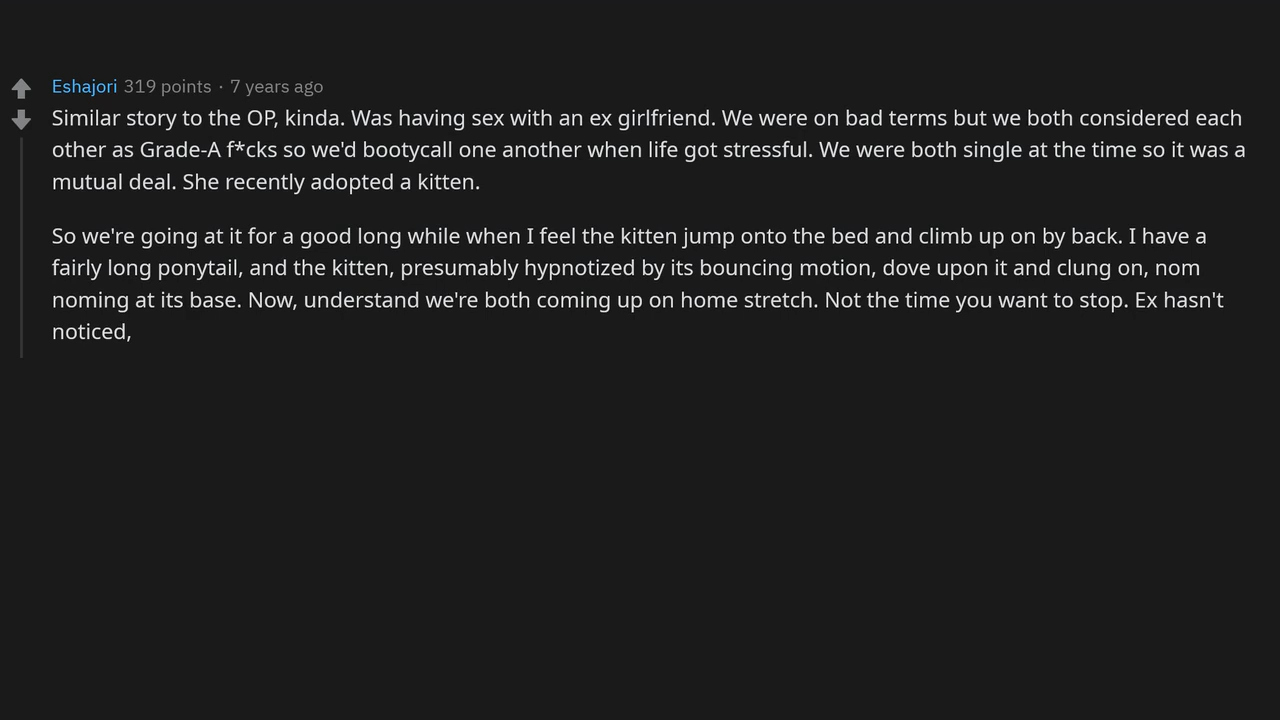 Eshajori 319 points · 7 years ago
Similar story to the OP, kinda. Was having sex with an ex girlfriend. We were on bad terms but we both considered each
other as Grade-A f*cks so we'd bootycall one another when life got stressful. We were both single at the time so it was a
mutual deal. She recently adopted a kitten.
So we're going at it for a good long while when I feel the kitten jump onto the bed and climb up on by back. I have a
fairly long ponytail, and the kitten, presumably hypnotized by its bouncing motion, dove upon it and clung on, nom
noming at its base. Now, understand we're both coming up on home stretch. Not the time you want to stop. Ex hasn't
noticed,